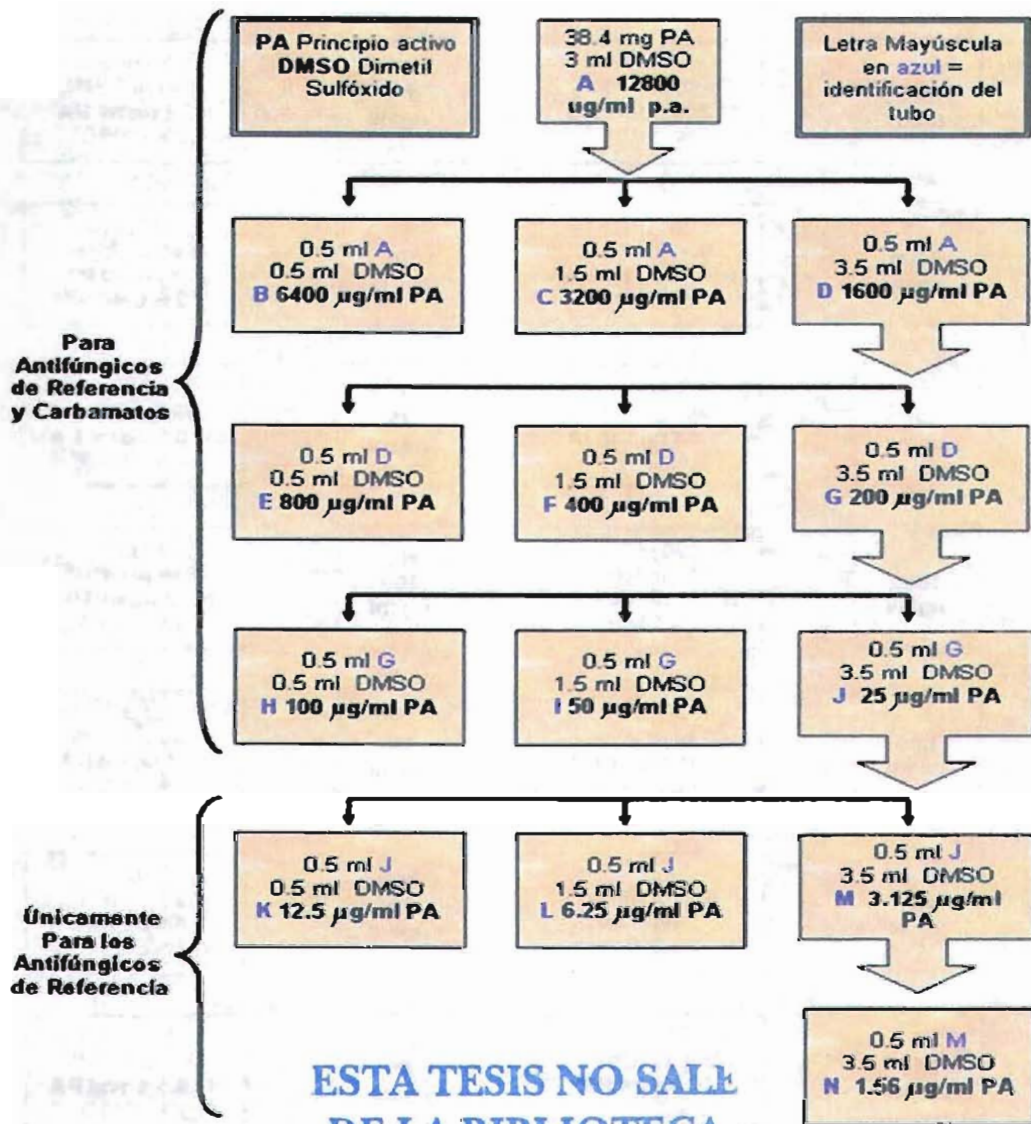 PA Principio activo
DMSO Dimetil
Sulfóxido
38.4 mg PA
3 ml DMSO
A 12800
ug/ml p.a.
Letra Mayúscula
en azul =
identificación del
tubo
0.5 ml A
0.5 ml DMSO
B 6400 µg/ml PA
0.5 ml A
1.5 ml DMSO
C 3200 µg/ml PA
0.5 ml A
3.5 ml DMSO
D 1600 µg/ml PA
Para
Antifúngicos
de Referencia
y Carbamatos
0.5 ml D
0.5 ml DMSO
E 800 µg/ml PA
0.5 ml D
1.5 ml DMSO
F 400 µg/ml PA
0.5 ml D
3.5 ml DMSO
G 200 µg/ml PA
0.5 ml G
0.5 ml DMSO
H 100 µg/ml PA
0.5 ml G
1.5 ml DMSO
I 50 µg/ml PA
0.5 ml G
3.5 ml DMSO
J 25 µg/ml PA
Únicamente
Para los
Antifúngicos
de Referencia
0.5 ml J
0.5 ml DMSO
K 12.5 µg/ml PA
0.5 ml J
1.5 ml DMSO
L 6.25 µg/ml PA
0.5 ml J
3.5 ml DMSO
M 3.125 µg/ml
PA
0.5 ml M
3.5 ml DMSO
N 1.56 µg/ml PA
ESTA TESIS NO SALE
DE LA BIBLIOTECA